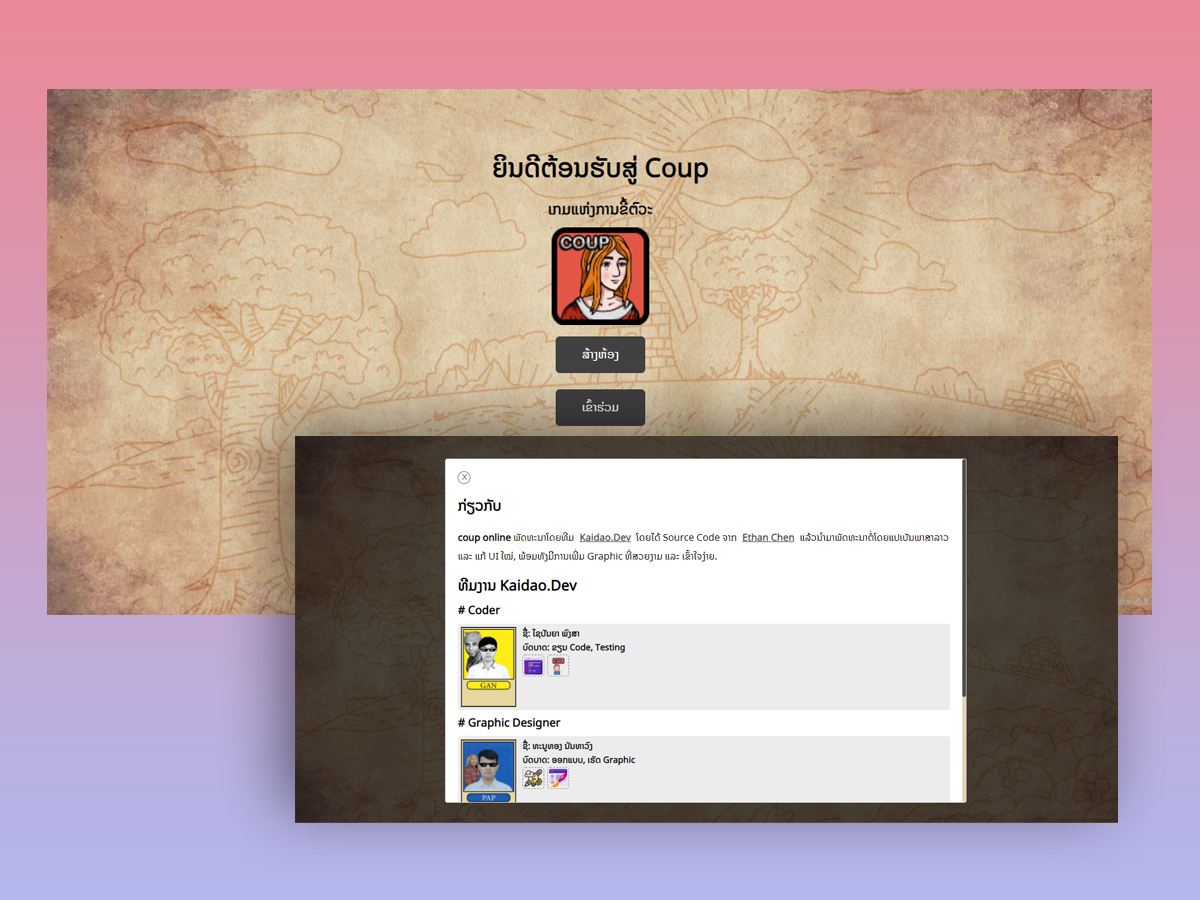 ຍິນດີຕ້ອນຮັບສູ່ Coup
ເກມແຫ່ງການຂີ້ຕົວະ
COUP
ສ້າງຫ້ອງ
ເຂົ້າຮ່ວມ
X
ກ່ຽວກັບ
coup online ພັດທະນາໂດຍທີມ Kaidao.Dev ໂດຍໄດ້ Source Code ຈາກ Ethan Chen ແລ້ວນຳມາພັດທະນາຕໍ່ໂດຍແປເປັນພາສາລາວ
ແລະ ແກ້ UI ໃໝ່, ພ້ອມທັງມີການເພີ່ມ Graphic ທີ່ສວຍງາມ ແລະ ເຂົ້າໃຈງ່າຍ.
ທີມງານ Kaidao.Dev
# Coder
ຊື່: ໄຊປັນຍາ ພົງສາ
ບົດບາດ: ຂຽນ Code, Testing
GAN
# Graphic Designer
ຊື່: ທະນູທອງ ມັນທາວົງ
ບົດບາດ: ອອກແບບ, ເຮັດ Graphic
PAP